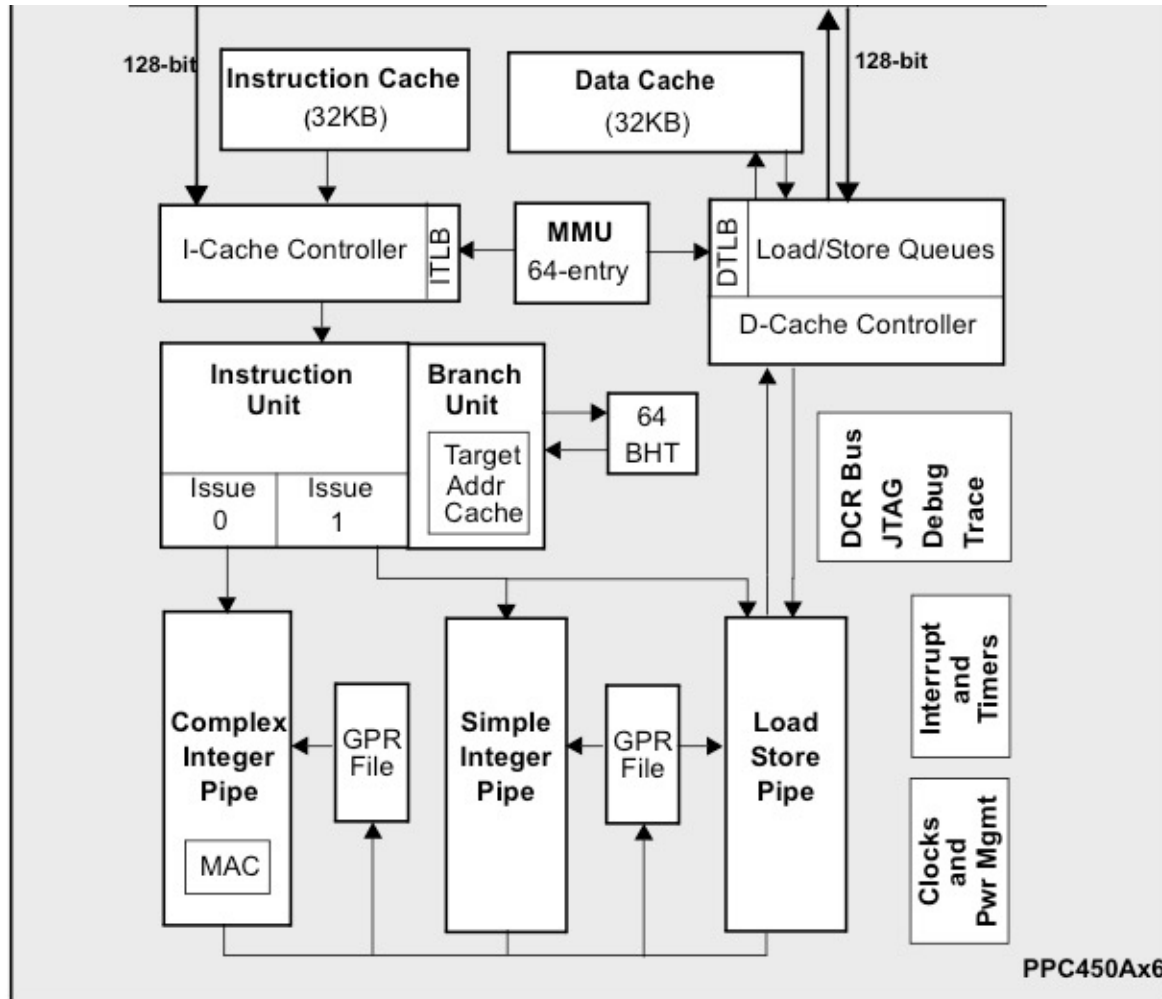 128-bit
Instruction Cache
(32KB)
Data Cache
(32KB)
128-bit
I-Cache Controller
ITLB
MMU
64-entry
DTLB
Load/Store Queues
D-Cache Controller
Instruction
Unit
Branch
Unit
Target
Addr
Cache
64
BHT
Issue
0
Issue
1
DCR Bus
JTAG
Debug
Trace
Complex
Integer
Pipe
MAC
GPR
File
Simple
Integer
Pipe
GPR
File
Load
Store
Pipe
Interrupt
and
Timers
Clocks
and
Pwr Mgmt
PPC450Ax6